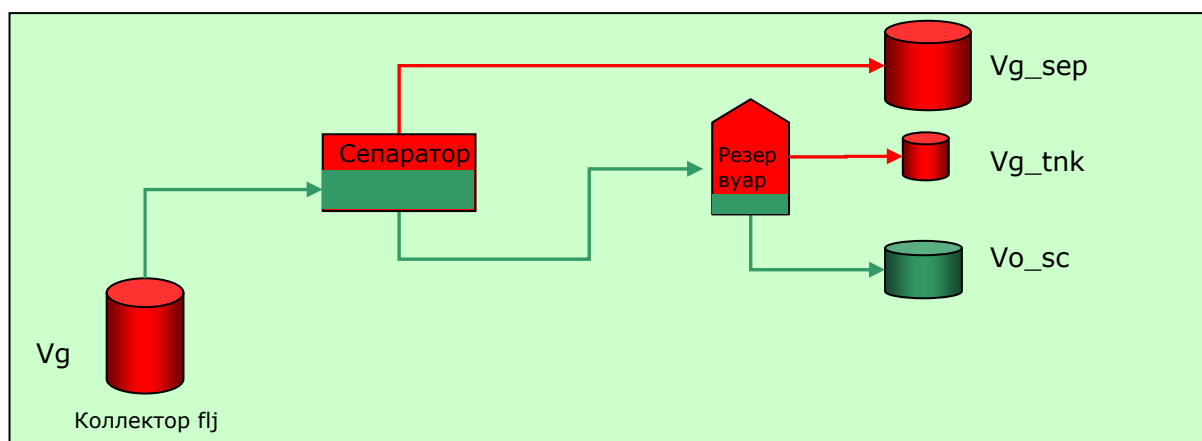 Vg_sep
Сепаратор
Резер
вуар
Vg_tnk
Vo_sc
Vg
Коллектор flj